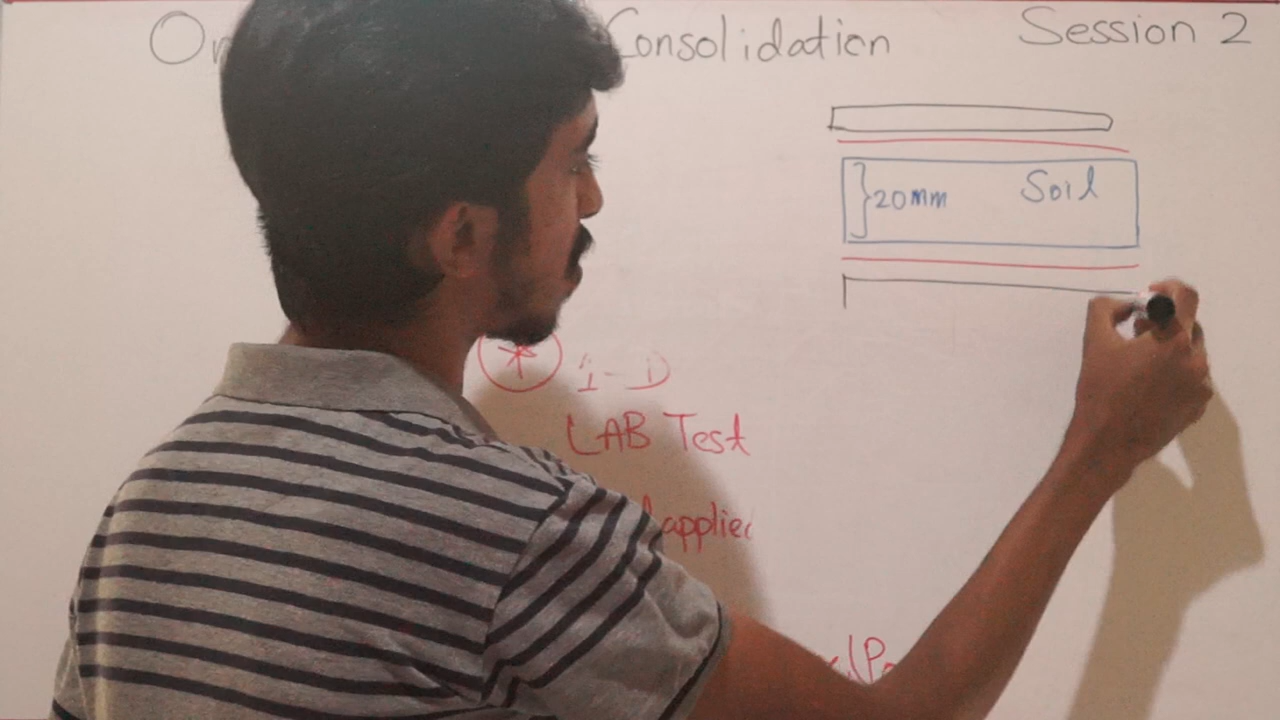 Consolidation Session 2
20mm Soil
1-D
LAB Test
applied